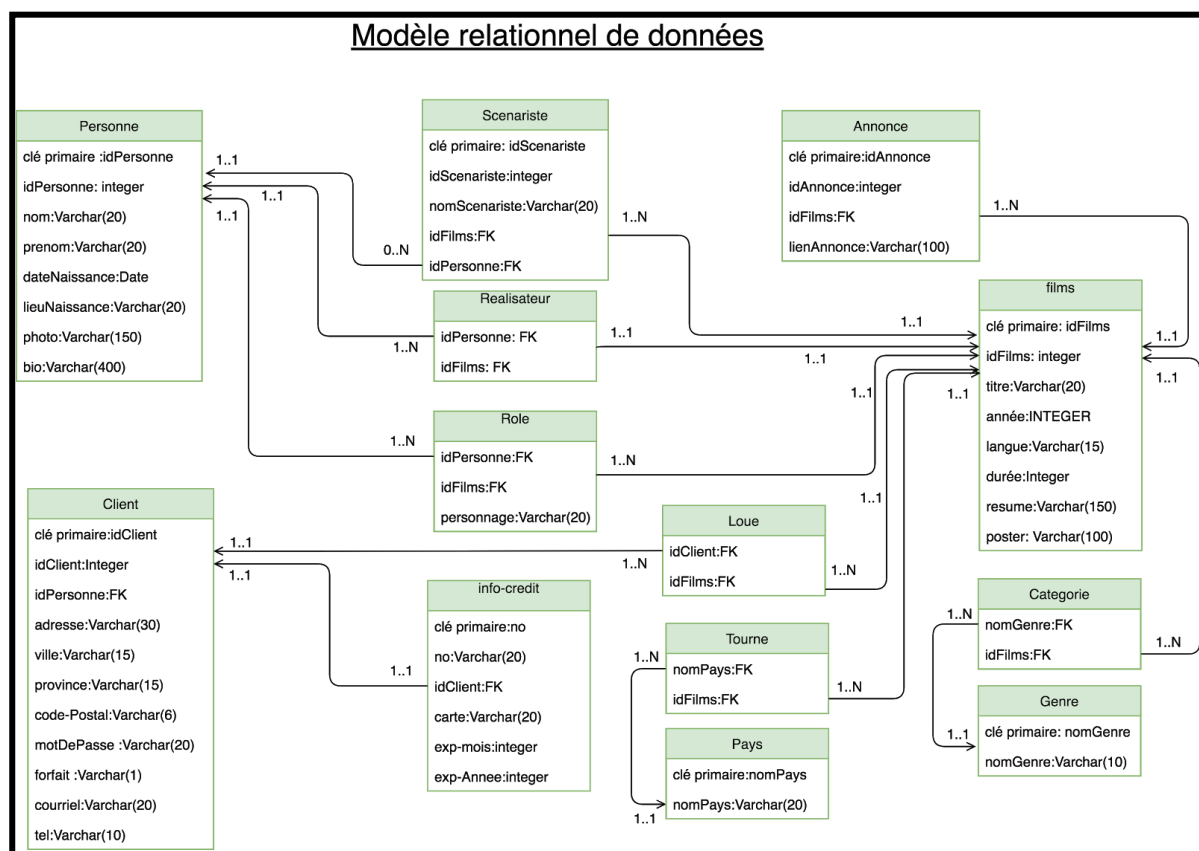 Modèle relationnel de données
Personne
clé primaire :idPersonne
idPersonne: integer
nom:Varchar(20)
prenom:Varchar(20)
dateNaissance:Date
lieuNaissance:Varchar(20)
photo:Varchar(150)
bio:Varchar(400)
1..1
1..1
1..1
0..N
1..N
1..N
Scenariste
clé primaire: idScenariste
idScenariste:integer
nomScenariste:Varchar(20)
idFilms:FK
idPersonne:FK
1..N
Realisateur
idPersonne: FK
idFilms: FK
1..1
Role
idPersonne:FK
idFilms:FK
personnage:Varchar(20)
1..N
Annonce
clé primaire:idAnnonce
idAnnonce:integer
idFilms:FK
lienAnnonce:Varchar(100)
1..N
films
clé primaire: idFilms
idFilms: integer
titre:Varchar(20)
année:INTEGER
langue:Varchar(15)
durée:Integer
resume:Varchar(150)
poster: Varchar(100)
1..1
1..1
1..1
1..1
1..1
1..1
1..1
Client
clé primaire:idClient
idClient:Integer
idPersonne:FK
adresse:Varchar(30)
ville:Varchar(15)
province:Varchar(15)
code-Postal:Varchar(6)
motDePasse :Varchar(20)
forfait :Varchar(1)
courriel:Varchar(20)
tel:Varchar(10)
1..1
1..1
info-credit
clé primaire:no
no:Varchar(20)
idClient:FK
carte:Varchar(20)
exp-mois:integer
exp-Annee:integer
1..1
Loue
idClient:FK
idFilms:FK
1..N
1..N
Tourne
nomPays:FK
idFilms:FK
1..N
1..N
Pays
clé primaire:nomPays
nomPays:Varchar(20)
1..1
Categorie
nomGenre:FK
idFilms:FK
1..N
1..N
Genre
clé primaire: nomGenre
nomGenre:Varchar(10)
1..1